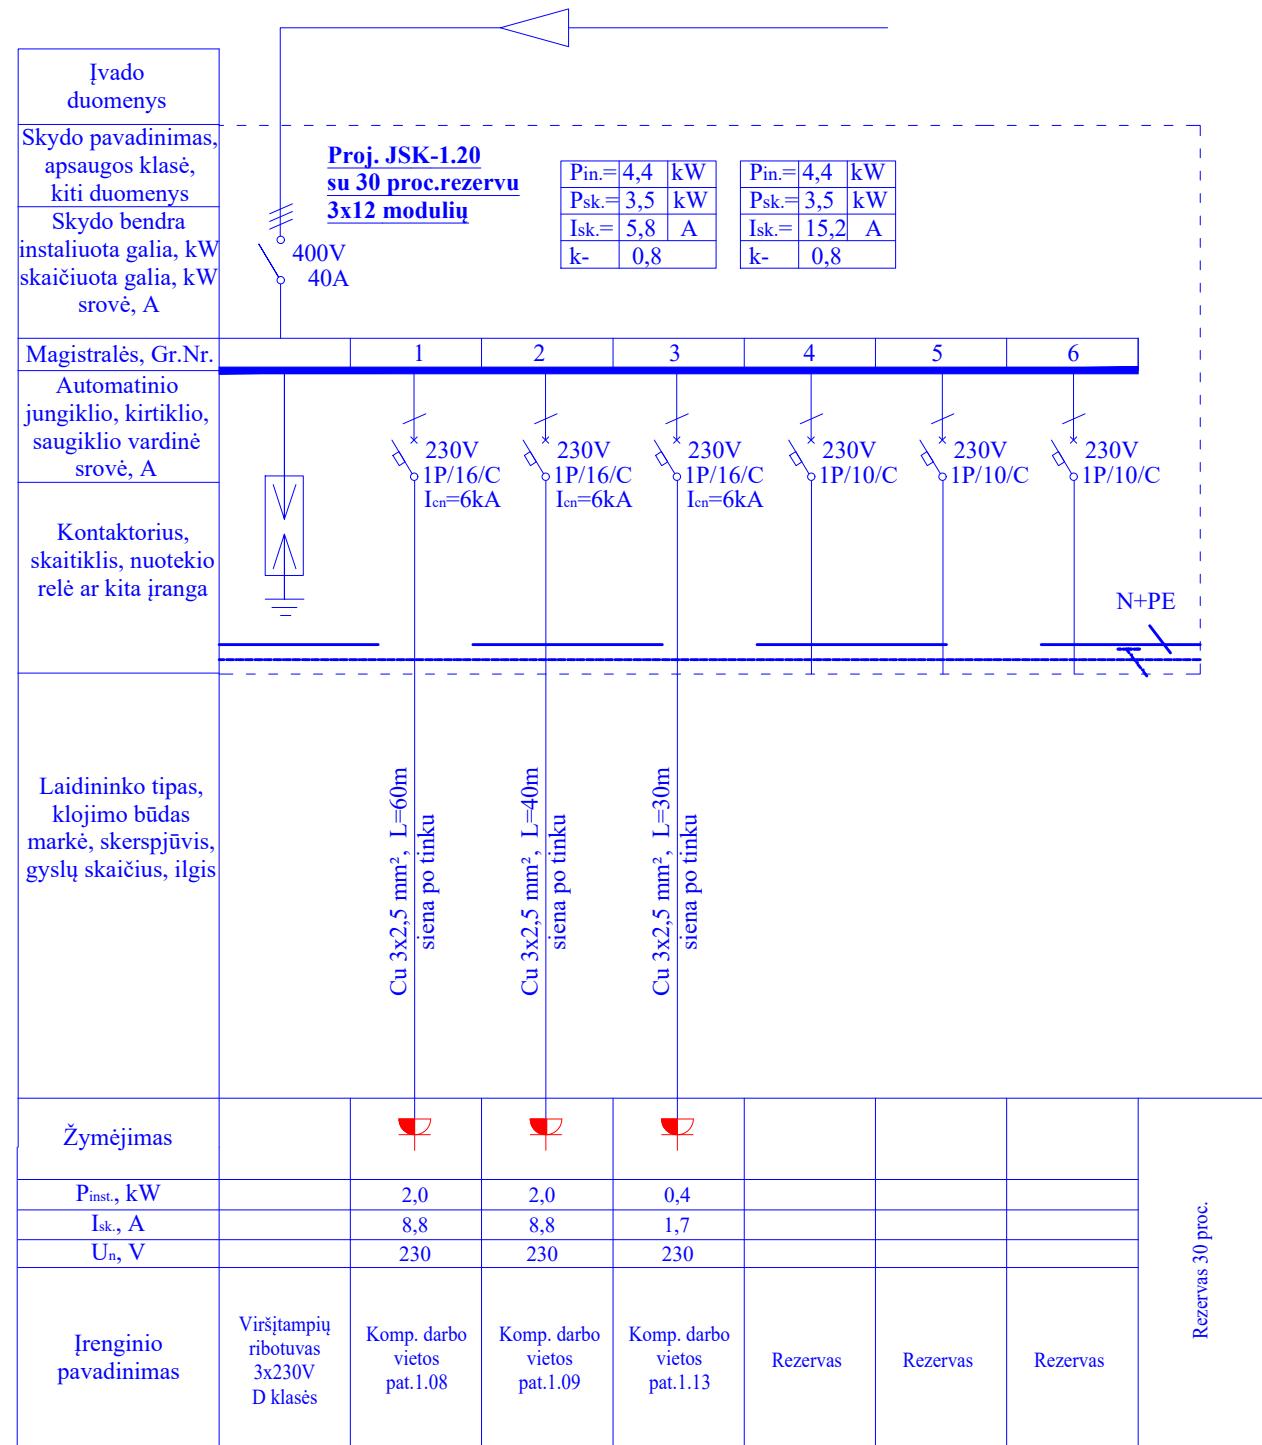 Įvado
duomenys
Skydo pavadinimas,
apsaugos klasė,
kiti duomenys
Skydo bendra
instaliuota galia, kW
skaičiuota galia, kW
srovė, A
Proj. JSK-1.20
su 30 proc.rezervu
3x12 modulių
Pin.= 4,4 kW
Psk.= 3,5 kW
Isk.= 5,8 A
k- 0,8
Pin.= 4,4 kW
Psk.= 3,5 kW
Isk.= 15,2 A
k- 0,8
400V
40A
Magistralės, Gr.Nr. 1 2 3 4 5 6
Automatinio
jungiklio, kirtiklio,
saugiklio vardinė
srovė, A
230V
1P/16/C
Icn=6kA
230V
1P/16/C
Icn=6kA
230V
1P/16/C
Icn=6kA
230V
1P/10/C
230V
1P/10/C
230V
1P/10/C
Kontaktorius,
skaitiklis, nuotekio
relė ar kita įranga
N+PE
Laidininko tipas,
klojimo būdas
markė, skerspjūvis,
gyslų skaičius, ilgis
Cu 3x2,5 mm², L=60m
siena po tinku
Cu 3x2,5 mm², L=40m
siena po tinku
Cu 3x2,5 mm², L=30m
siena po tinku
Žymėjimas
Pinst., kW 2,0 2,0 0,4
Isk., A 8,8 8,8 1,7
Un, V 230 230 230
Įrenginio
pavadinimas
Viršįtampių
ribotuvas
3x230V
D klasės
Komp. darbo
vietos
pat.1.08
Komp. darbo
vietos
pat.1.09
Komp. darbo
vietos
pat.1.13
Rezervas
Rezervas
Rezervas
Rezervas 30 proc.